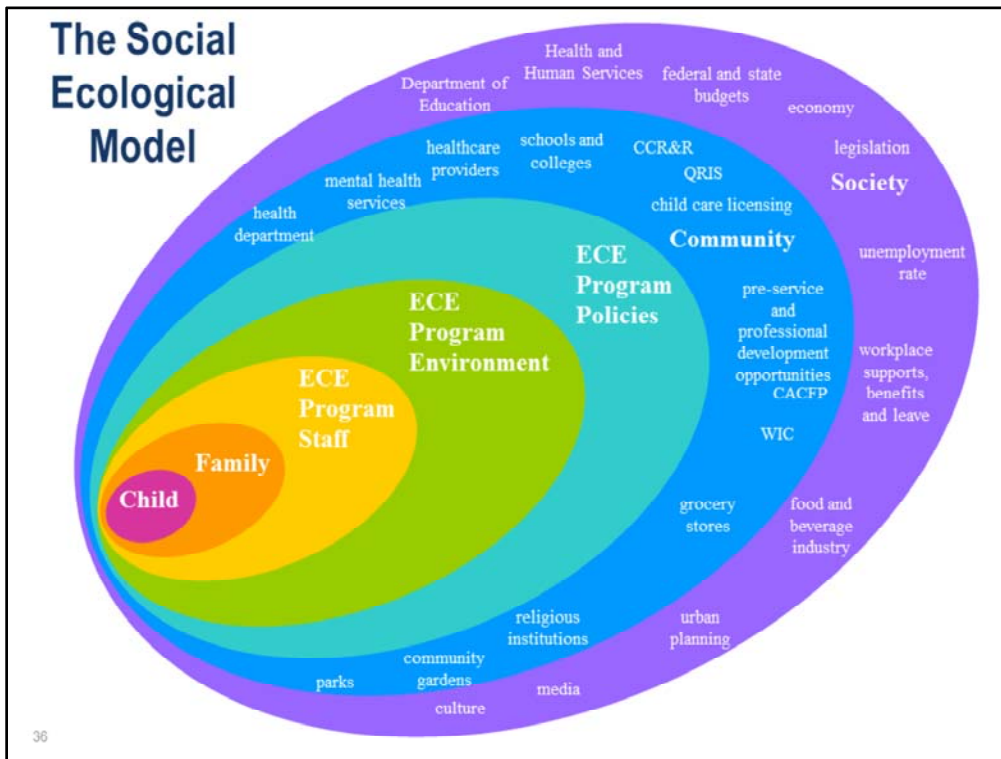 The Social
Ecological
Model
Health and
Human Services
Department of
Education
federal and state
budgets
economy
legislation
Society
unemployment
rate
workplace
supports,
benefits
and leave
food and
beverage
industry
urban
planning
media
culture
health
department
mental health
services
healthcare
providers
schools and
colleges
CCR&R
QRIS
child care licensing
Community
pre-service
and
professional
development
opportunities
CACFP
WIC
grocery
stores
religious
institutions
community
gardens
parks
ECE
Program
Policies
ECE
Program
Environment
ECE
Program
Staff
Family
Child
36